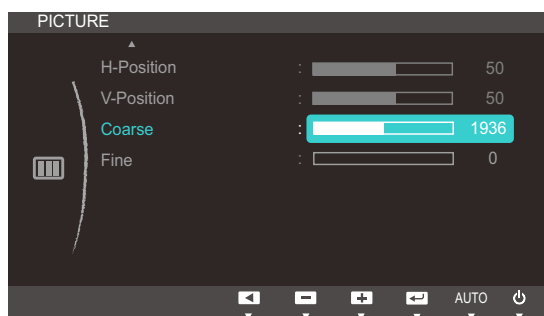 PICTURE
H-Position : 50
V-Position : 50
Coarse : 1936
Fine : 0
AUTO